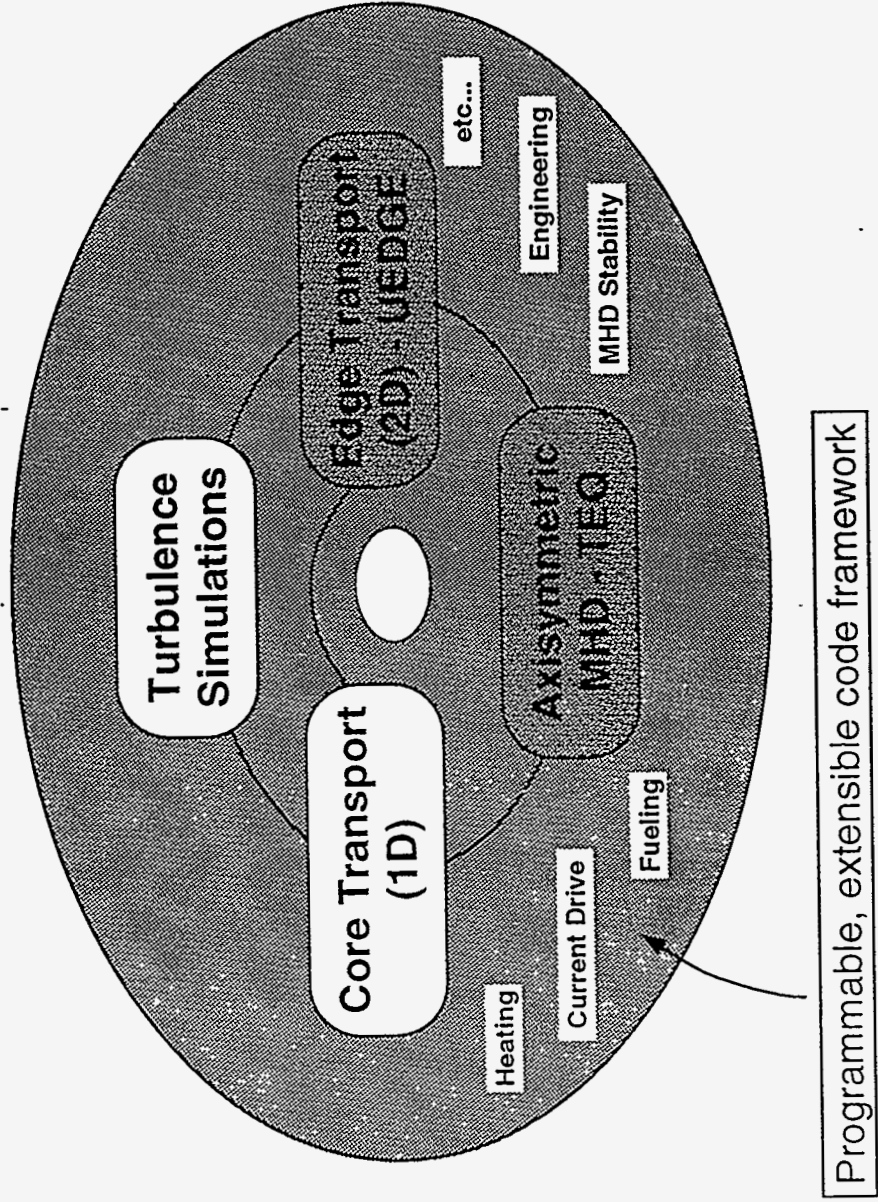 Turbulence
Simulations
Core Transport
(1D)
Edge Transport
(2D) - UEDGE
Axisymmetric
MHD - TEQ
Heating
Current Drive
Fueling
MHD Stability
Engineering
etc...
Programmable, extensible code framework